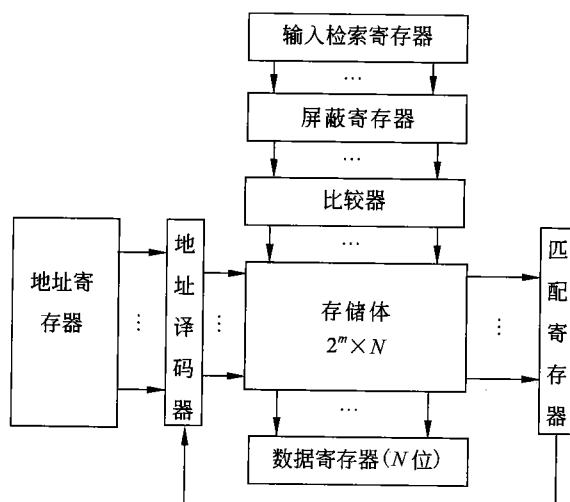 输入检索寄存器
…
屏蔽寄存器
…
比较器
…
地址寄存器
⋮
地址译码器
⋮
存储体
2^m×N
⋮
匹配寄存器
…
数据寄存器(N位)